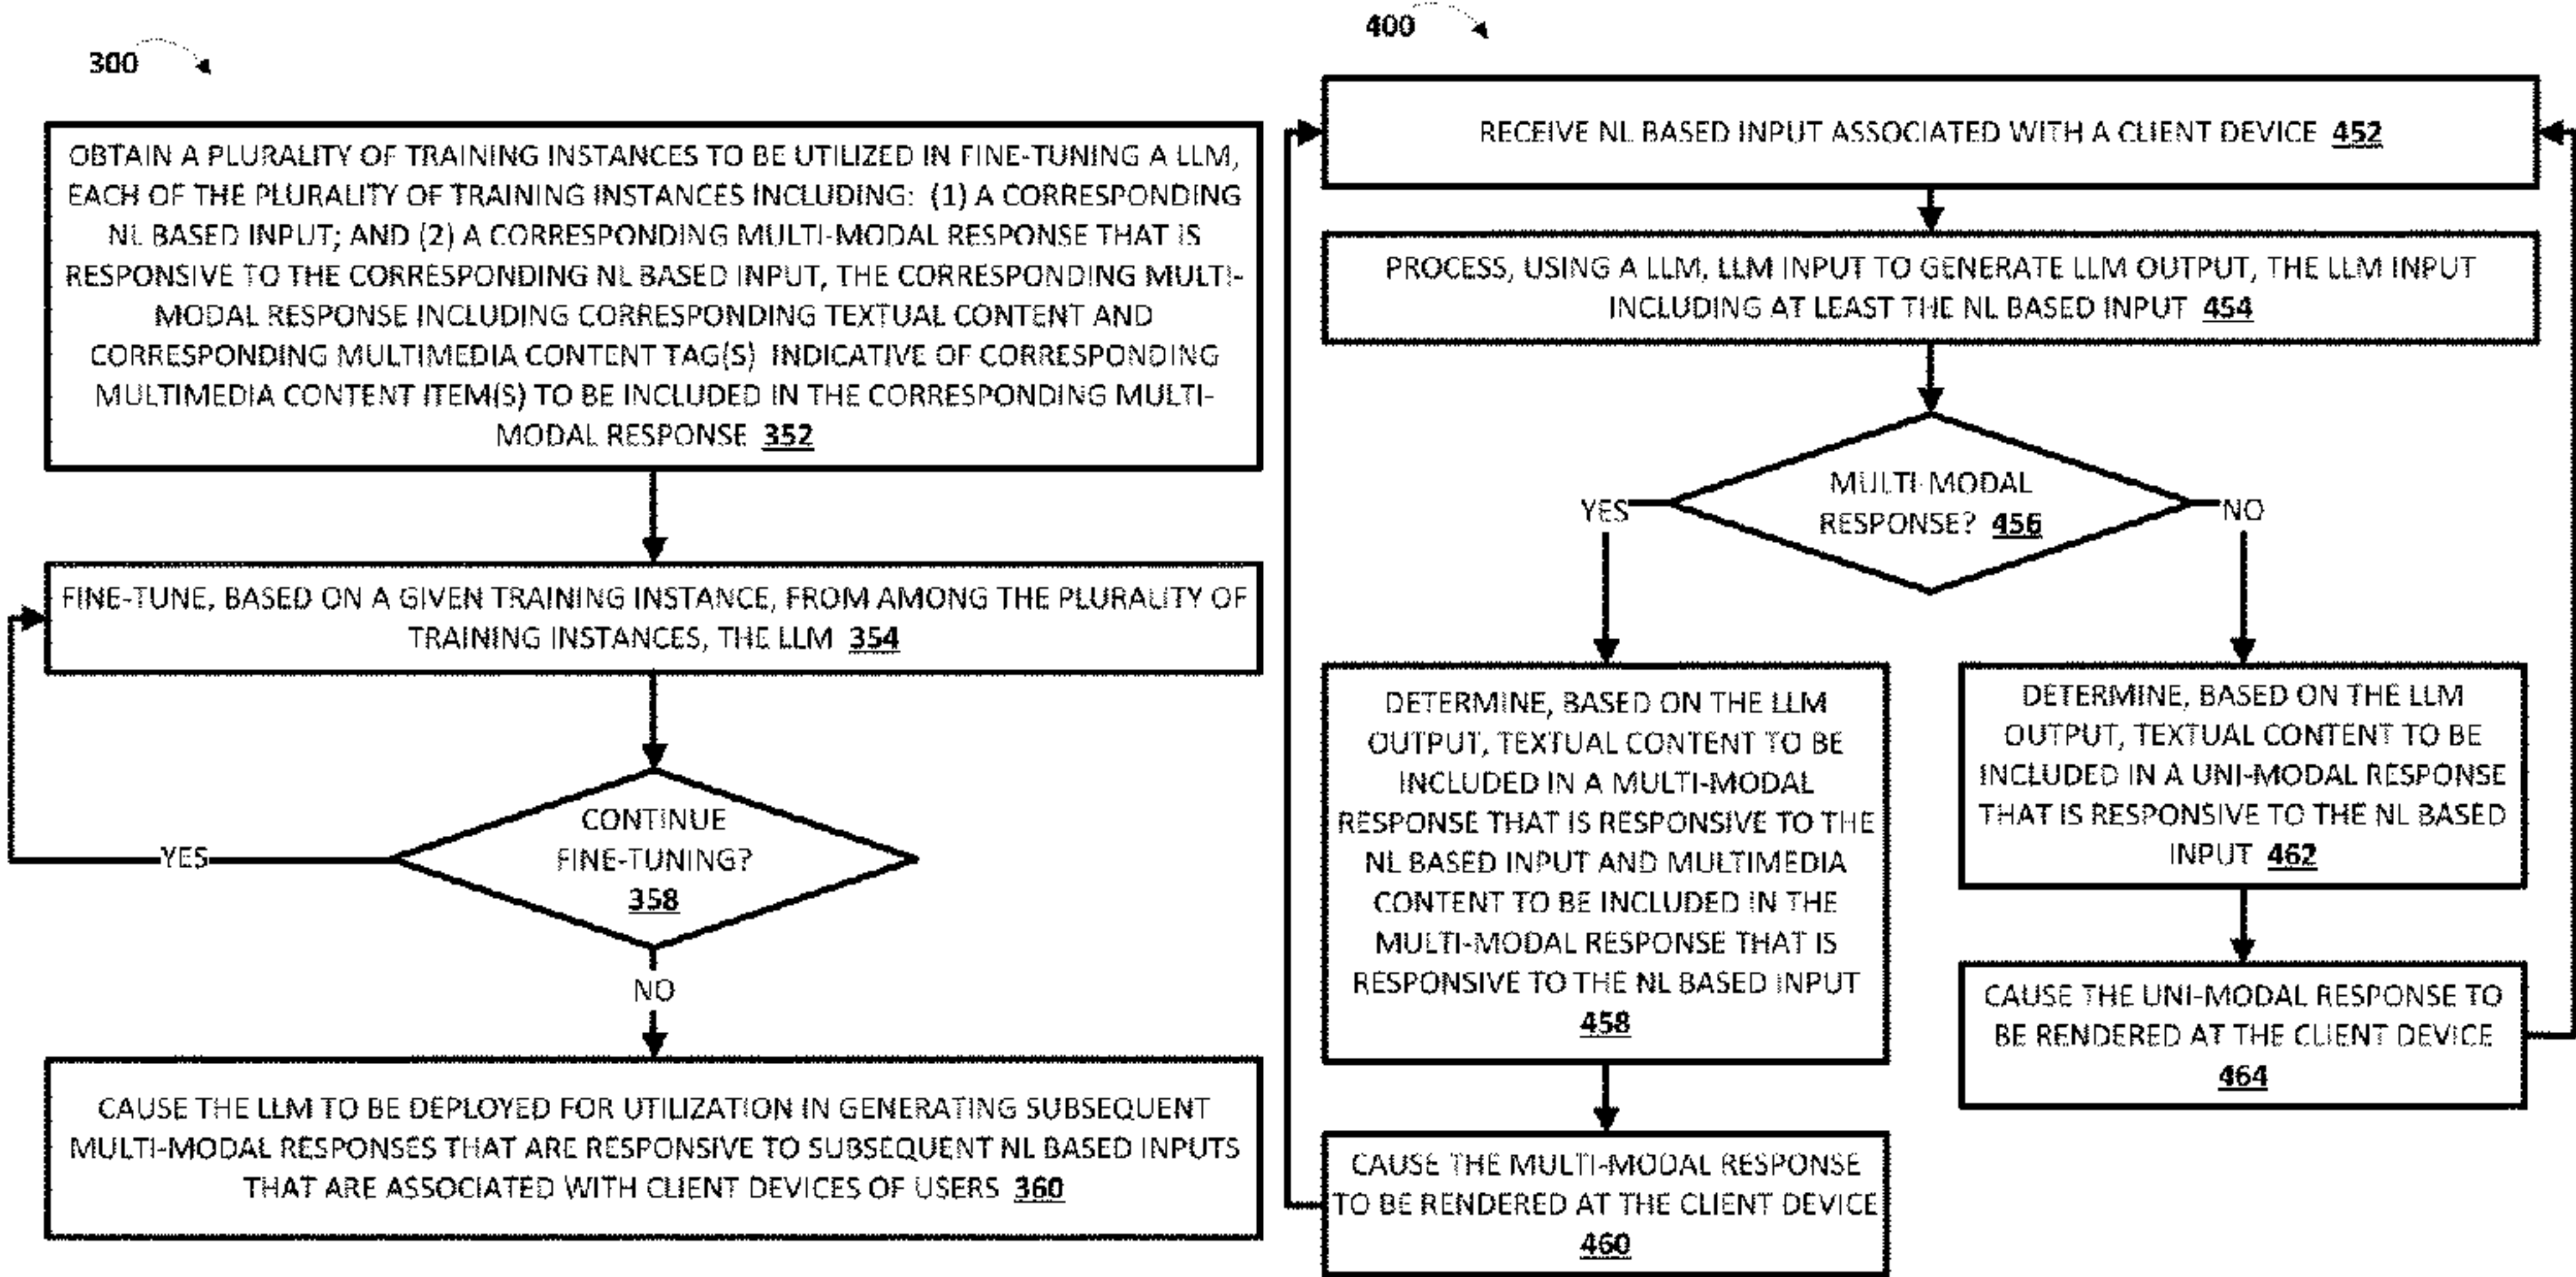 300
OBTAIN A PLURALITY OF TRAINING INSTANCES TO BE UTILIZED IN FINE-TUNING A LLM,
EACH OF THE PLURALITY OF TRAINING INSTANCES INCLUDING: (1) A CORRESPONDING
NL BASED INPUT; AND (2) A CORRESPONDING MULTI-MODAL RESPONSE THAT IS
RESPONSIVE TO THE CORRESPONDING NL BASED INPUT, THE CORRESPONDING MULTI-
MODAL RESPONSE INCLUDING CORRESPONDING TEXTUAL CONTENT AND
CORRESPONDING MULTIMEDIA CONTENT TAG(S) INDICATIVE OF CORRESPONDING
MULTIMEDIA CONTENT ITEM(S) TO BE INCLUDED IN THE CORRESPONDING MULTI-
MODAL RESPONSE 352
FINE-TUNE, BASED ON A GIVEN TRAINING INSTANCE, FROM AMONG THE PLURALITY OF
TRAINING INSTANCES, THE LLM 354
CONTINUE
FINE-TUNING?
358
YES
NO
CAUSE THE LLM TO BE DEPLOYED FOR UTILIZATION IN GENERATING SUBSEQUENT
MULTI-MODAL RESPONSES THAT ARE RESPONSIVE TO SUBSEQUENT NL BASED INPUTS
THAT ARE ASSOCIATED WITH CLIENT DEVICES OF USERS 360
400
RECEIVE NL BASED INPUT ASSOCIATED WITH A CLIENT DEVICE 452
PROCESS, USING A LLM, LLM INPUT TO GENERATE LLM OUTPUT, THE LLM INPUT
INCLUDING AT LEAST THE NL BASED INPUT 454
MULTI-MODAL
RESPONSE? 456
YES
NO
DETERMINE, BASED ON THE LLM
OUTPUT, TEXTUAL CONTENT TO BE
INCLUDED IN A MULTI-MODAL
RESPONSE THAT IS RESPONSIVE TO THE
NL BASED INPUT AND MULTIMEDIA
CONTENT TO BE INCLUDED IN THE
MULTI-MODAL RESPONSE THAT IS
RESPONSIVE TO THE NL BASED INPUT
458
CAUSE THE MULTI-MODAL RESPONSE
TO BE RENDERED AT THE CLIENT DEVICE
460
DETERMINE, BASED ON THE LLM
OUTPUT, TEXTUAL CONTENT TO BE
INCLUDED IN A UNI-MODAL RESPONSE
THAT IS RESPONSIVE TO THE NL BASED
INPUT 462
CAUSE THE UNI-MODAL RESPONSE TO
BE RENDERED AT THE CLIENT DEVICE
464